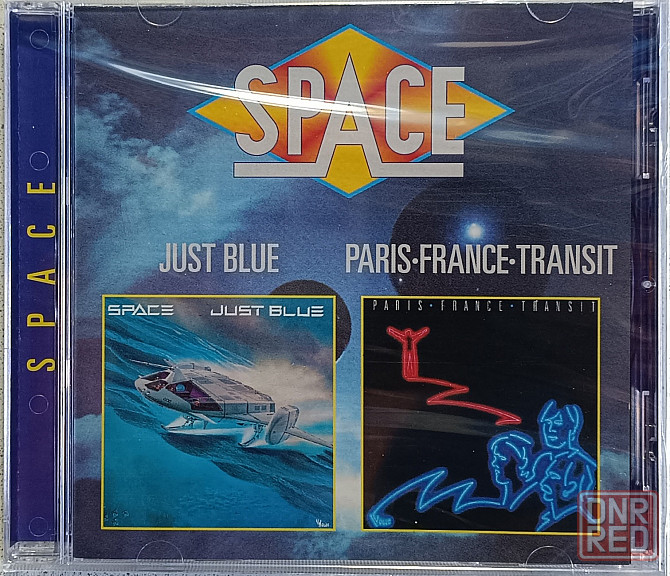 SPACE
SPACE
JUST BLUE
PARIS•FRANCE•TRANSIT
SPACE JUST BLUE
PARIS•FRANCE•TRANSIT
DNR
RED